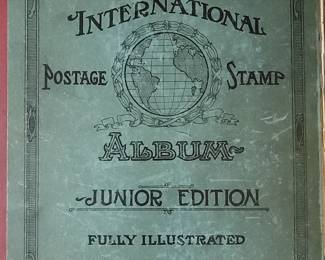 INTERNATIONAL
POSTAGE STAMP
ALBUM
JUNIOR EDITION
FULLY ILLUSTRATED